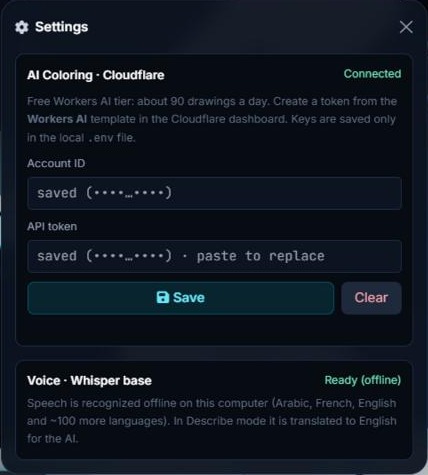 Settings
AI Coloring · Cloudflare
Connected
Free Workers AI tier: about 90 drawings a day. Create a token from the
Workers AI template in the Cloudflare dashboard. Keys are saved only
in the local .env file.
Account ID
saved (••••…••••)
API token
saved (••••…••••) · paste to replace
Save
Clear
Voice · Whisper base
Ready (offline)
Speech is recognized offline on this computer (Arabic, French, English
and ~100 more languages). In Describe mode it is translated to English
for the AI.